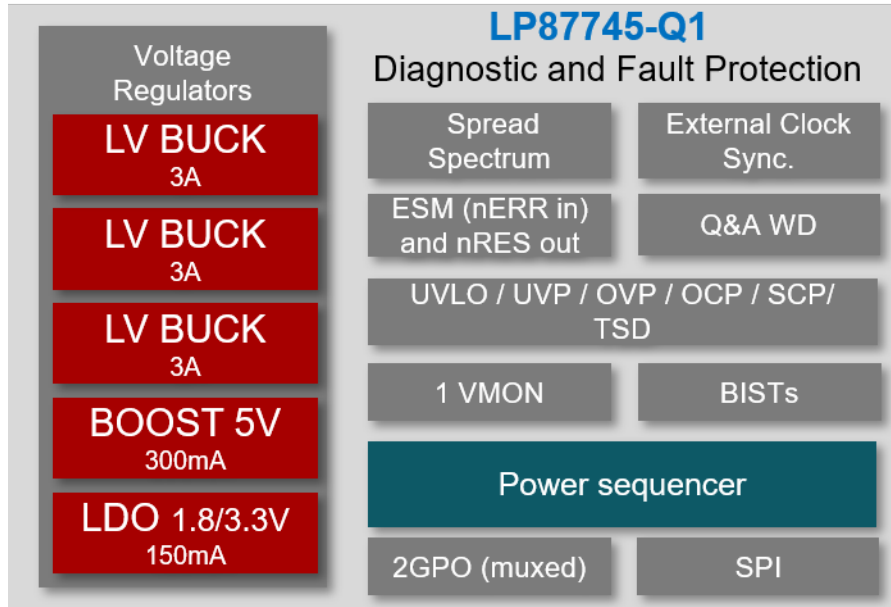 LP87745-Q1
Diagnostic and Fault Protection
Voltage
Regulators
LV BUCK
3A
LV BUCK
3A
LV BUCK
3A
BOOST 5V
300mA
LDO 1.8/3.3V
150mA
Spread
Spectrum
External Clock
Sync.
ESM (nERR in)
and nRES out
Q&A WD
UVLO / UVP / OVP / OCP / SCP/
TSD
1 VMON
BISTs
Power sequencer
2GPO (muxed)
SPI